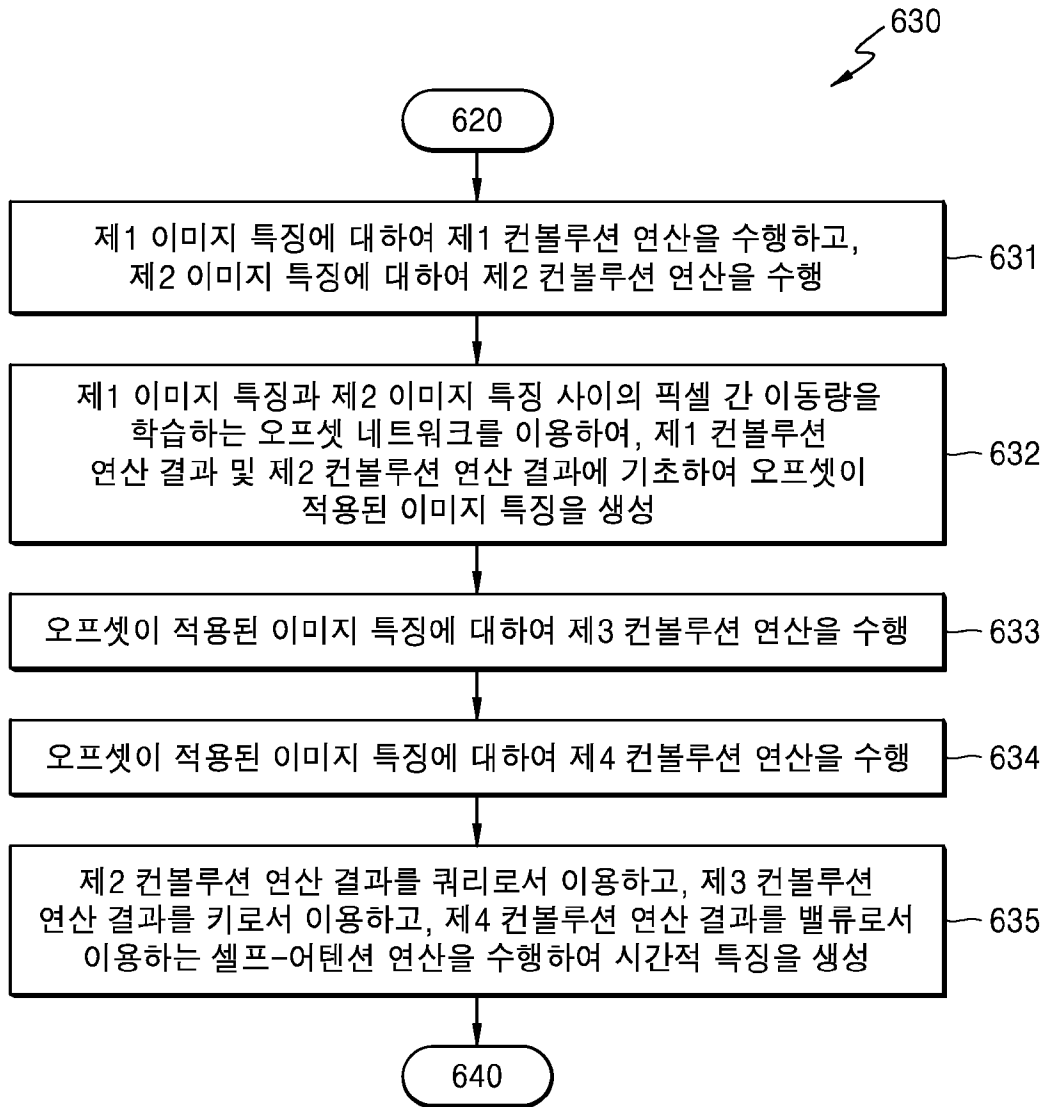 630
620
제1 이미지 특징에 대하여 제1 컨볼루션 연산을 수행하고,
제2 이미지 특징에 대하여 제2 컨볼루션 연산을 수행
631
제1 이미지 특징과 제2 이미지 특징 사이의 픽셀 간 이동량을
학습하는 오프셋 네트워크를 이용하여, 제1 컨볼루션
연산 결과 및 제2 컨볼루션 연산 결과에 기초하여 오프셋이
적용된 이미지 특징을 생성
632
오프셋이 적용된 이미지 특징에 대하여 제3 컨볼루션 연산을 수행
633
오프셋이 적용된 이미지 특징에 대하여 제4 컨볼루션 연산을 수행
634
제2 컨볼루션 연산 결과를 쿼리로서 이용하고, 제3 컨볼루션
연산 결과를 키로서 이용하고, 제4 컨볼루션 연산 결과를 밸류로서
이용하는 셀프-어텐션 연산을 수행하여 시간적 특징을 생성
635
640